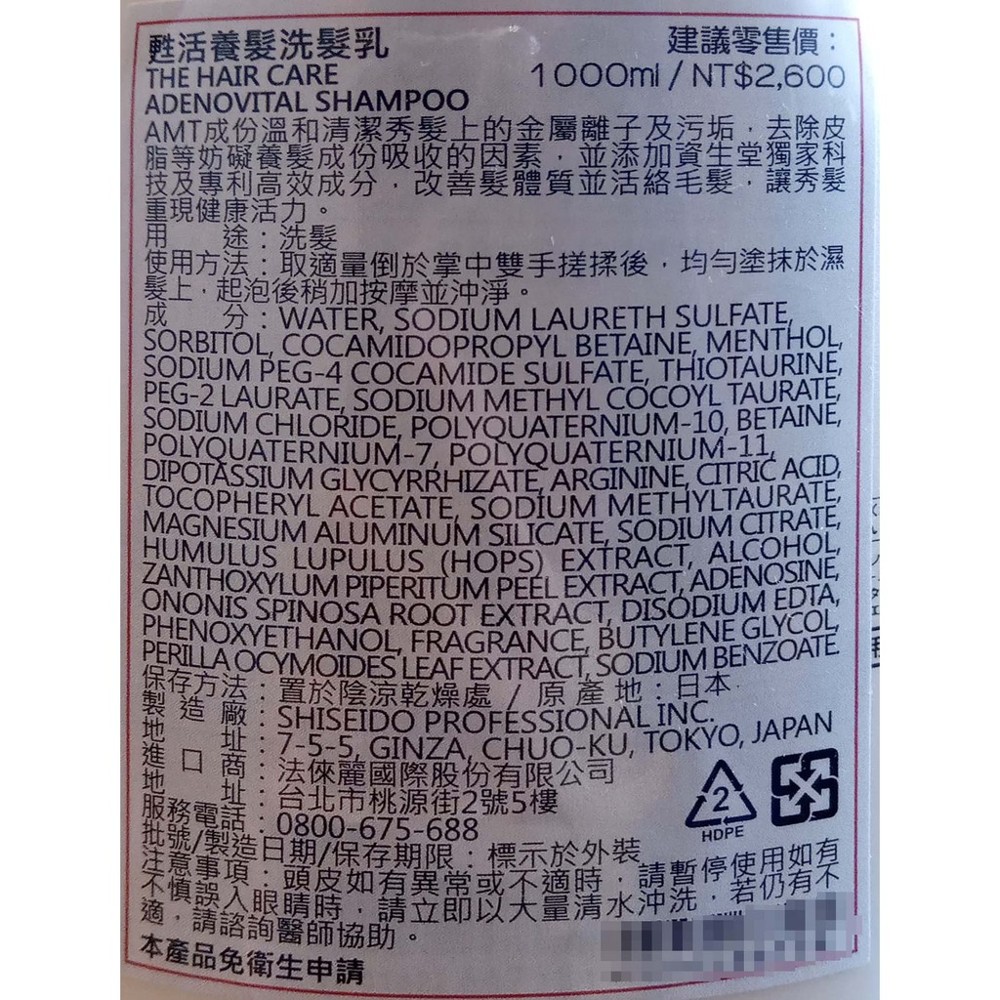 甦活養髮洗髮乳 建議零售價：
THE HAIR CARE 1000ml / NT$2,600
ADENOVITAL SHAMPOO
AMT成份溫和清潔秀髮上的金屬離子及污垢，去除皮
脂等妨礙養髮成份吸收的因素，並添加資生堂獨家科
技及專利高效成分，改善髮體質並活絡毛髮，讓秀髮
重現健康活力。
用 途：洗髮
使用方法：取適量倒於掌中雙手搓揉後，均勻塗抹於濕
髮上，起泡後稍加按摩並沖淨。
成 分：WATER, SODIUM LAURETH SULFATE,
SORBITOL, COCAMIDOPROPYL BETAINE, MENTHOL,
SODIUM PEG-4 COCAMIDE SULFATE, THIOTAURINE,
PEG-2 LAURATE, SODIUM METHYL COCOYL TAURATE,
SODIUM CHLORIDE, POLYQUATERNIUM-10, BETAINE,
POLYQUATERNIUM-7, POLYQUATERNIUM-11,
DIPOTASSIUM GLYCYRRHIZATE, ARGININE, CITRIC ACID,
TOCOPHERYL ACETATE, SODIUM METHYLTAURATE,
MAGNESIUM ALUMINUM SILICATE, SODIUM CITRATE,
HUMULUS LUPULUS (HOPS) EXTRACT, ALCOHOL,
ZANTHOXYLUM PIPERITUM PEEL EXTRACT, ADENOSINE,
ONONIS SPINOSA ROOT EXTRACT, DISODIUM EDTA,
PHENOXYETHANOL, FRAGRANCE, BUTYLENE GLYCOL,
PERILLA OCYMOIDES LEAF EXTRACT, SODIUM BENZOATE.
保存方法：置於陰涼乾燥處 / 原產地：日本
製造廠：SHISEIDO PROFESSIONAL INC.
地 址：7-5-5, GINZA, CHUO-KU, TOKYO, JAPAN
進口商：法倈麗國際股份有限公司
地 址：台北市桃源街2號5樓
服務電話：0800-675-688
2
HDPE
批號/製造日期/保存期限：標示於外裝
注意事項：頭皮如有異常或不適時，請暫停使用如有
不慎誤入眼睛時，請立即以大量清水沖洗，若仍有不
適，請諮詢醫師協助。
本產品免衛生申請